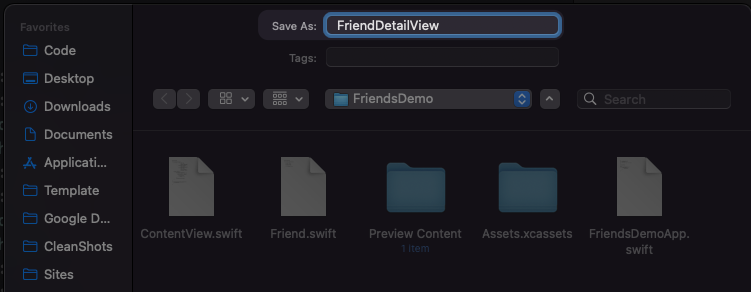 Favorites
Code
Desktop
Downloads
Documents
Applicati...
Template
Google D...
CleanShots
Sites
Save As: FriendDetailView
Tags:
FriendsDemo
Search
ContentView.swift
Friend.swift
Preview Content
1 item
Assets.xcassets
FriendsDemoApp.
swift